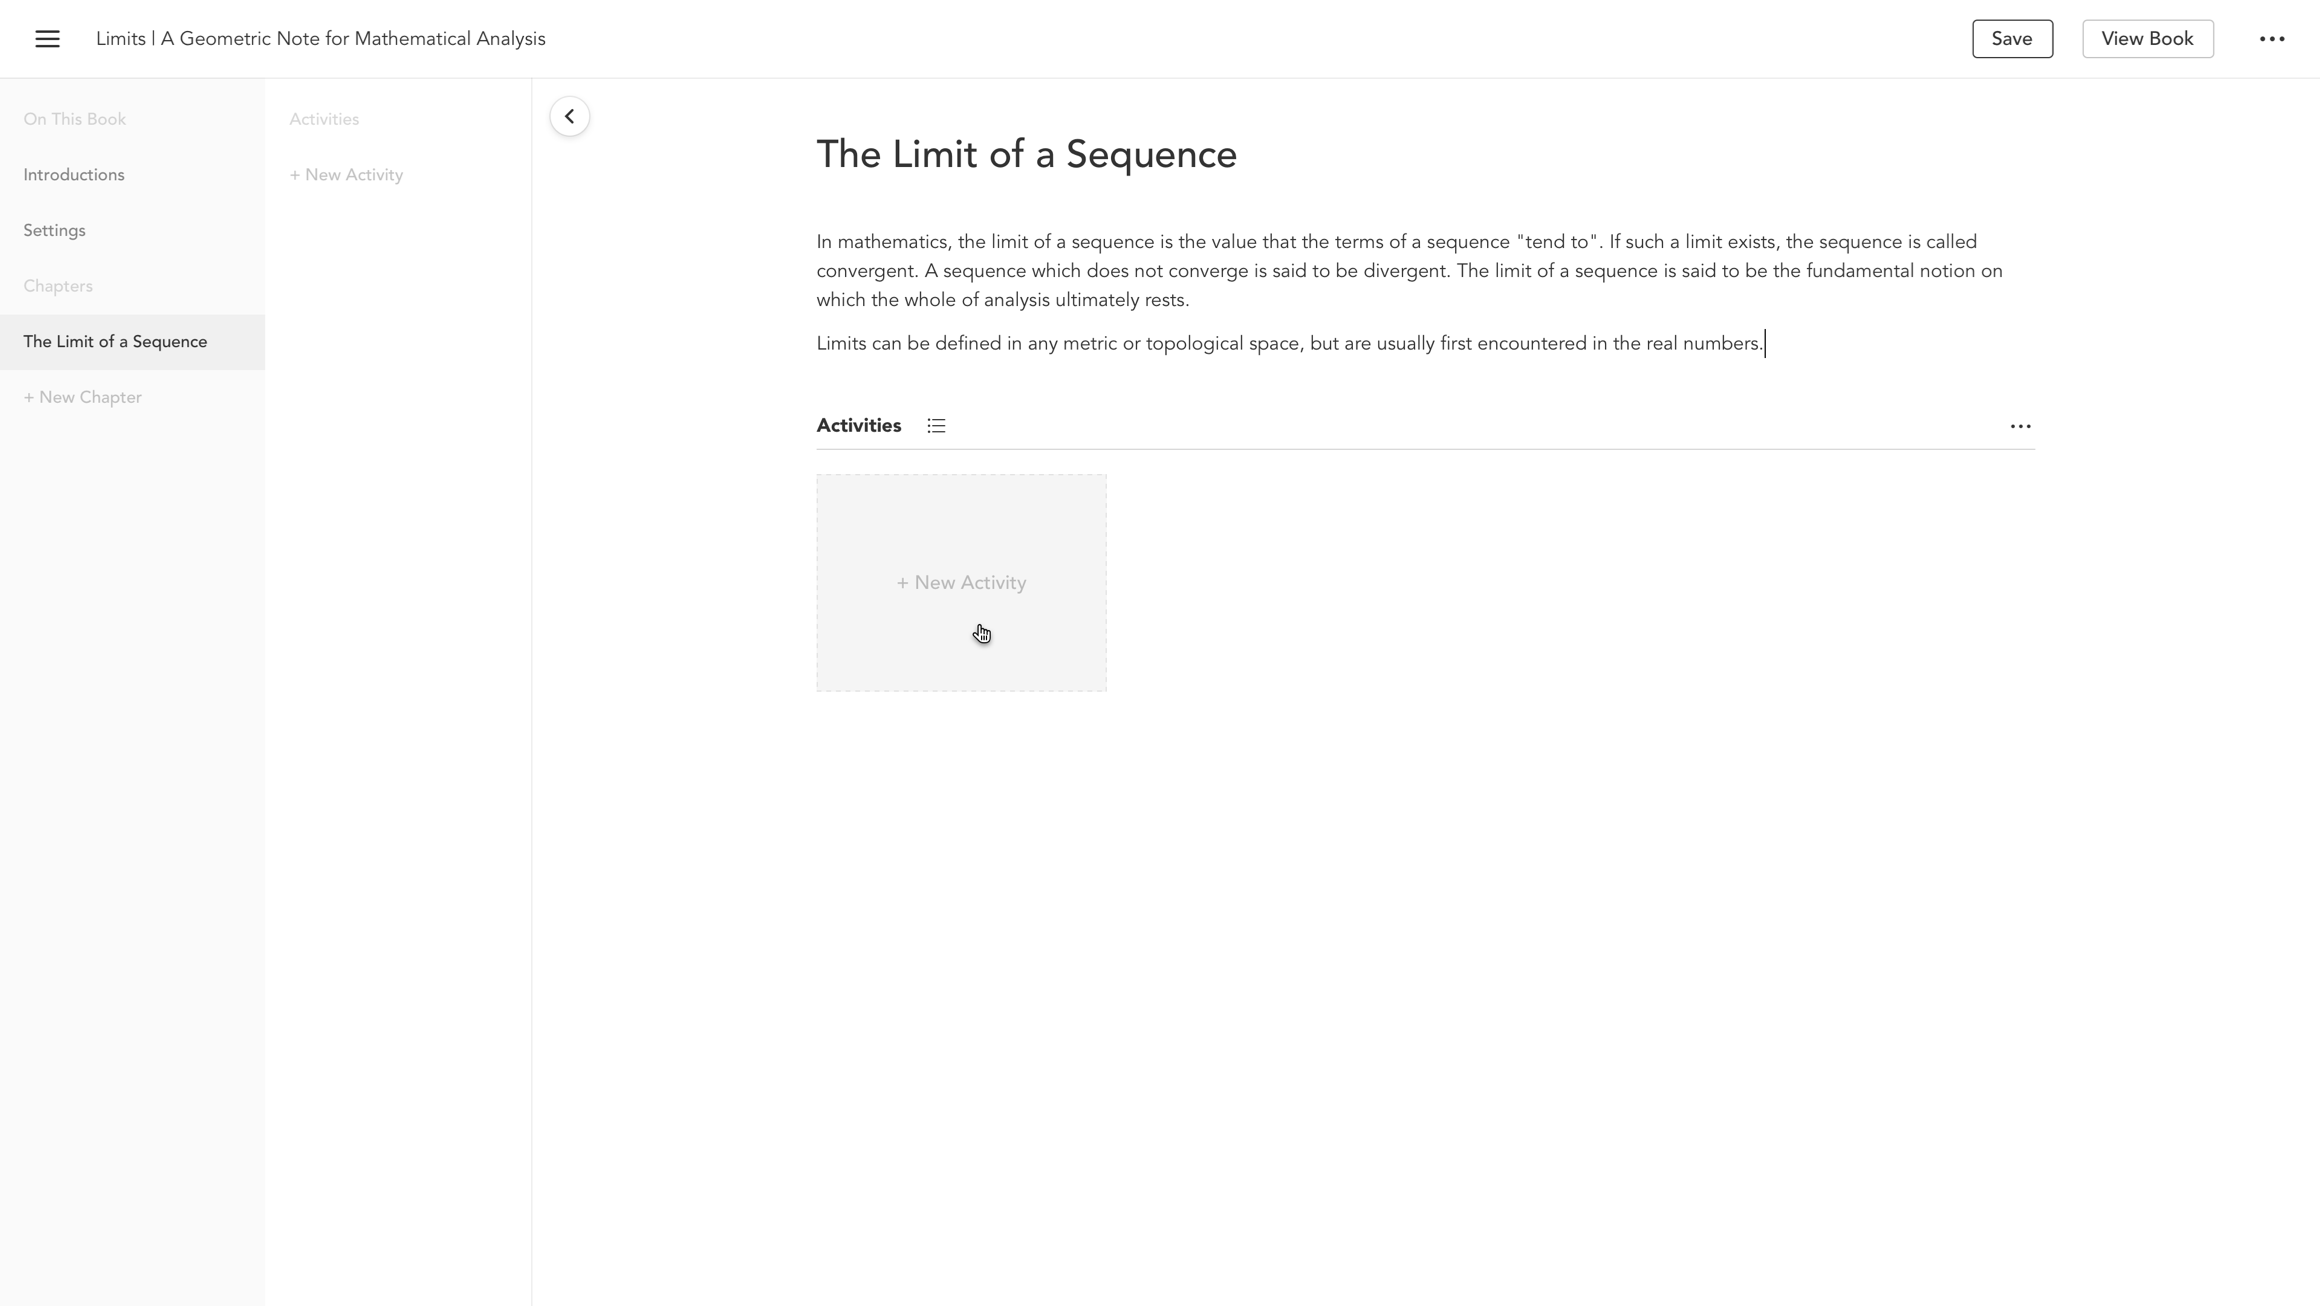 Limits | A Geometric Note for Mathematical Analysis
Save
View Book
On This Book
Introductions
Settings
Chapters
The Limit of a Sequence
+ New Chapter
Activities
+ New Activity
The Limit of a Sequence
In mathematics, the limit of a sequence is the value that the terms of a sequence "tend to". If such a limit exists, the sequence is called
convergent. A sequence which does not converge is said to be divergent. The limit of a sequence is said to be the fundamental notion on
which the whole of analysis ultimately rests.
Limits can be defined in any metric or topological space, but are usually first encountered in the real numbers.
Activities
+ New Activity